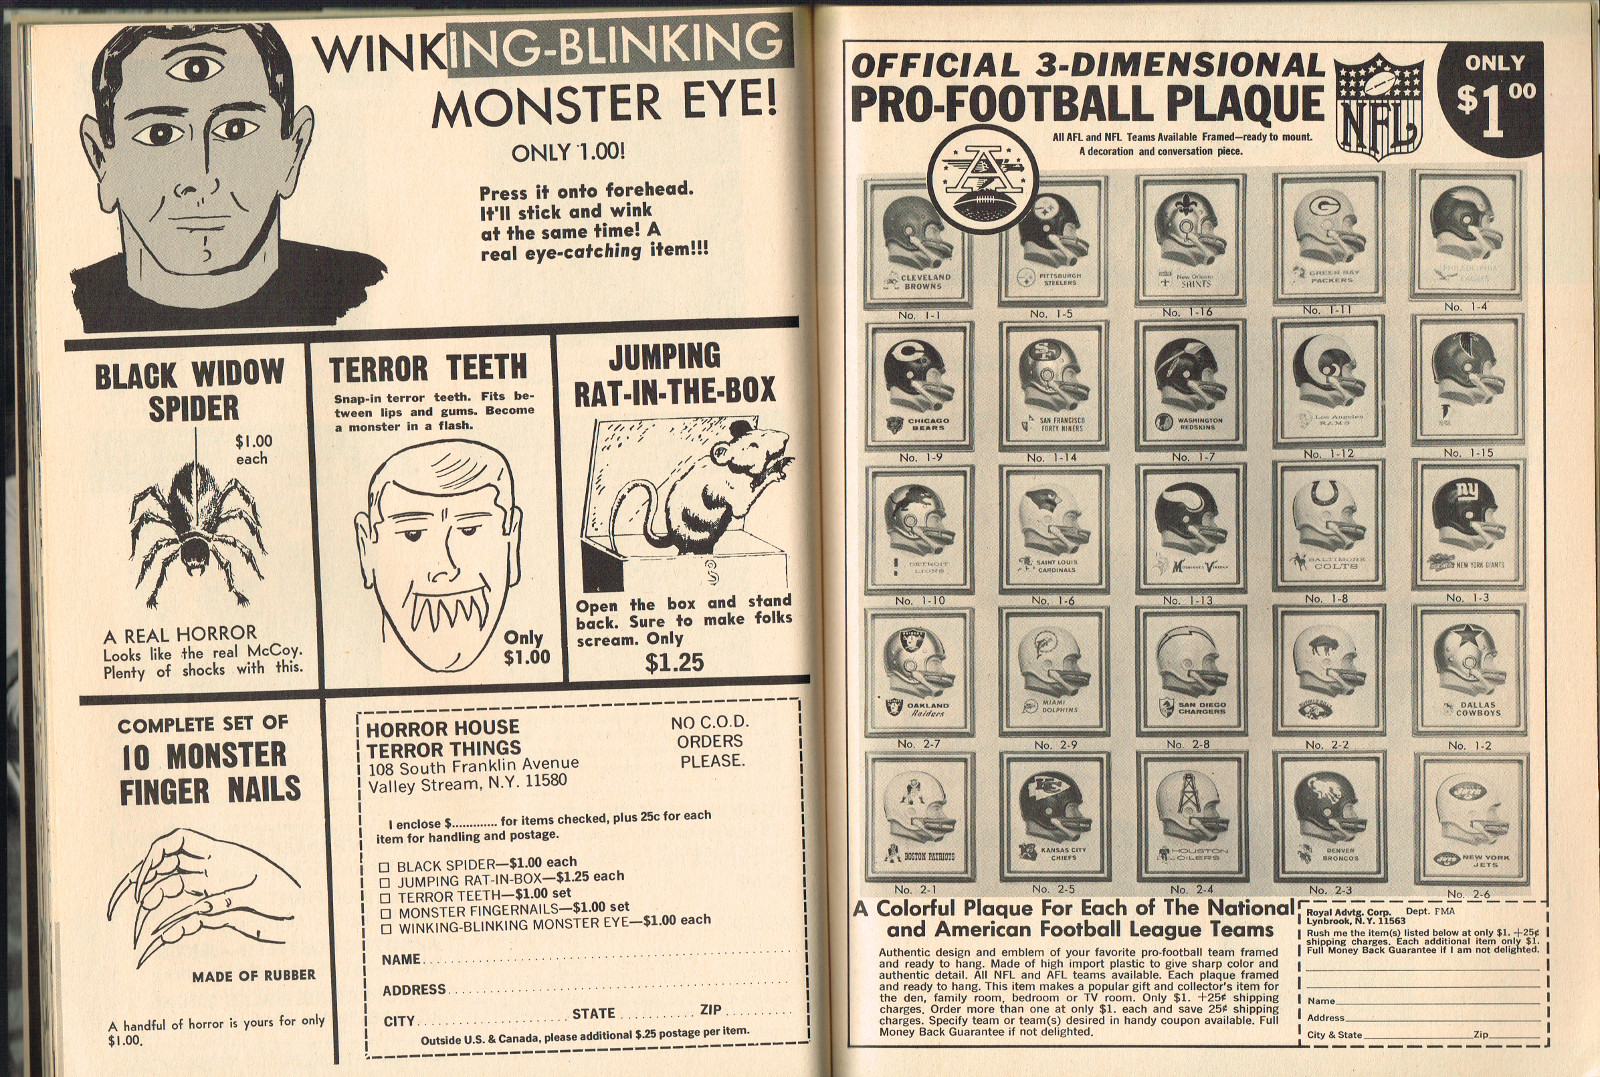 WINKING-BLINKING
MONSTER EYE!
ONLY 1.00!
Press it onto forehead.
It'll stick and wink
at the same time! A
real eye-catching item!!!
BLACK WIDOW
SPIDER
$1.00
each
A REAL HORROR
Looks like the real McCoy.
Plenty of shocks with this.
TERROR TEETH
Snap-in terror teeth. Fits be-
tween lips and gums. Become
a monster in a flash.
Only
$1.00
JUMPING
RAT-IN-THE-BOX
Open the box and stand
back. Sure to make folks
scream. Only
$1.25
COMPLETE SET OF
10 MONSTER
FINGER NAILS
MADE OF RUBBER
A handful of horror is yours for only
$1.00.
HORROR HOUSE
TERROR THINGS
108 South Franklin Avenue
Valley Stream, N.Y. 11580
NO C.O.D.
ORDERS
PLEASE.
I enclose $............. for items checked, plus 25c for each
item for handling and postage.
BLACK SPIDER—$1.00 each
JUMPING RAT-IN-BOX—$1.25 each
TERROR TEETH—$1.00 set
MONSTER FINGERNAILS—$1.00 set
WINKING-BLINKING MONSTER EYE—$1.00 each
NAME
ADDRESS
CITY STATE ZIP
Outside U.S. & Canada, please additional $.25 postage per item.
OFFICIAL 3-DIMENSIONAL
PRO-FOOTBALL PLAQUE
NFL
ONLY
$1 00
All AFL and NFL Teams Available Framed—ready to mount.
A decoration and conversation piece.
A
CLEVELAND
BROWNS
No. 1-1
PITTSBURGH
STEELERS
No. 1-5
New Orleans
SAINTS
No. 1-16
G
GREEN BAY
PACKERS
No. 1-11
PHILADELPHIA
EAGLES
No. 1-4
C
CHICAGO
BEARS
No. 1-9
SF
SAN FRANCISCO
FORTY NINERS
No. 1-14
WASHINGTON
REDSKINS
No. 1-7
Los Angeles
RAMS
No. 1-12
No. 1-15
DETROIT
LIONS
No. 1-10
SAINT LOUIS
CARDINALS
No. 1-6
Minnesota Vikings
No. 1-13
BALTIMORE
COLTS
No. 1-8
ny
NEW YORK GIANTS
No. 1-3
OAKLAND
Raiders
No. 2-7
MIAMI
DOLPHINS
No. 2-9
SAN DIEGO
CHARGERS
No. 2-8
No. 2-2
DALLAS
COWBOYS
No. 1-2
BOSTON PATRIOTS
No. 2-1
KC
KANSAS CITY
CHIEFS
No. 2-5
HOUSTON
OILERS
No. 2-4
DENVER
BRONCOS
No. 2-3
JETS
JETS
NEW YORK
JETS
No. 2-6
A Colorful Plaque For Each of The National
and American Football League Teams
Authentic design and emblem of your favorite pro-football team framed
and ready to hang. Made of high import plastic to give sharp color and
authentic detail. All NFL and AFL teams available. Each plaque framed
and ready to hang. This item makes a popular gift and collector's item for
the den, family room, bedroom or TV room. Only $1. +25¢ shipping
charges. Order more than one at only $1. each and save 25¢ shipping
charges. Specify team or team(s) desired in handy coupon available. Full
Money Back Guarantee if not delighted.
Royal Advtg. Corp. Dept. FMA
Lynbrook, N.Y. 11563
Rush me the item(s) listed below at only $1. +25¢
shipping charges. Each additional item only $1.
Full Money Back Guarantee if I am not delighted.
Name
Address
City & State Zip